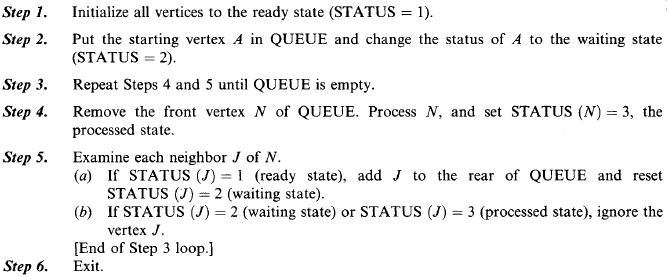 Step 1. Initialize all vertices to the ready state (STATUS = 1).
Step 2. Put the starting vertex A in QUEUE and change the status of A to the waiting state
(STATUS = 2).
Step 3. Repeat Steps 4 and 5 until QUEUE is empty.
Step 4. Remove the front vertex N of QUEUE. Process N, and set STATUS (N) = 3, the
processed state.
Step 5. Examine each neighbor J of N.
(a) If STATUS (J) = 1 (ready state), add J to the rear of QUEUE and reset
STATUS (J) = 2 (waiting state).
(b) If STATUS (J) = 2 (waiting state) or STATUS (J) = 3 (processed state), ignore the
vertex J.
[End of Step 3 loop.]
Step 6. Exit.